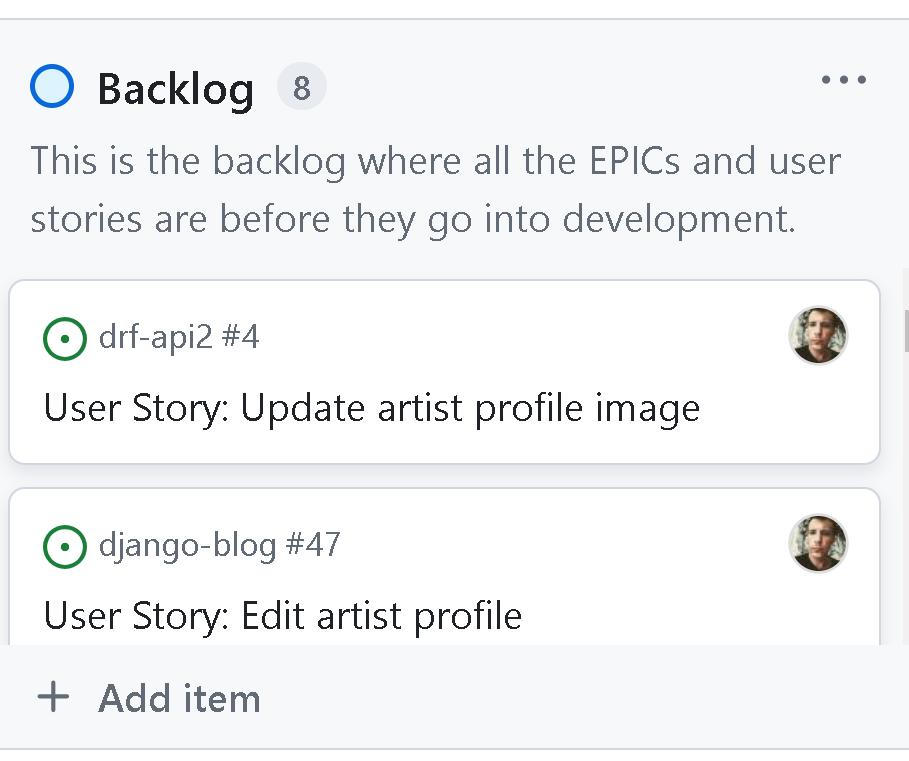 Backlog 8
This is the backlog where all the EPICs and user
stories are before they go into development.
drf-api2 #4
User Story: Update artist profile image
django-blog #47
User Story: Edit artist profile
Add item